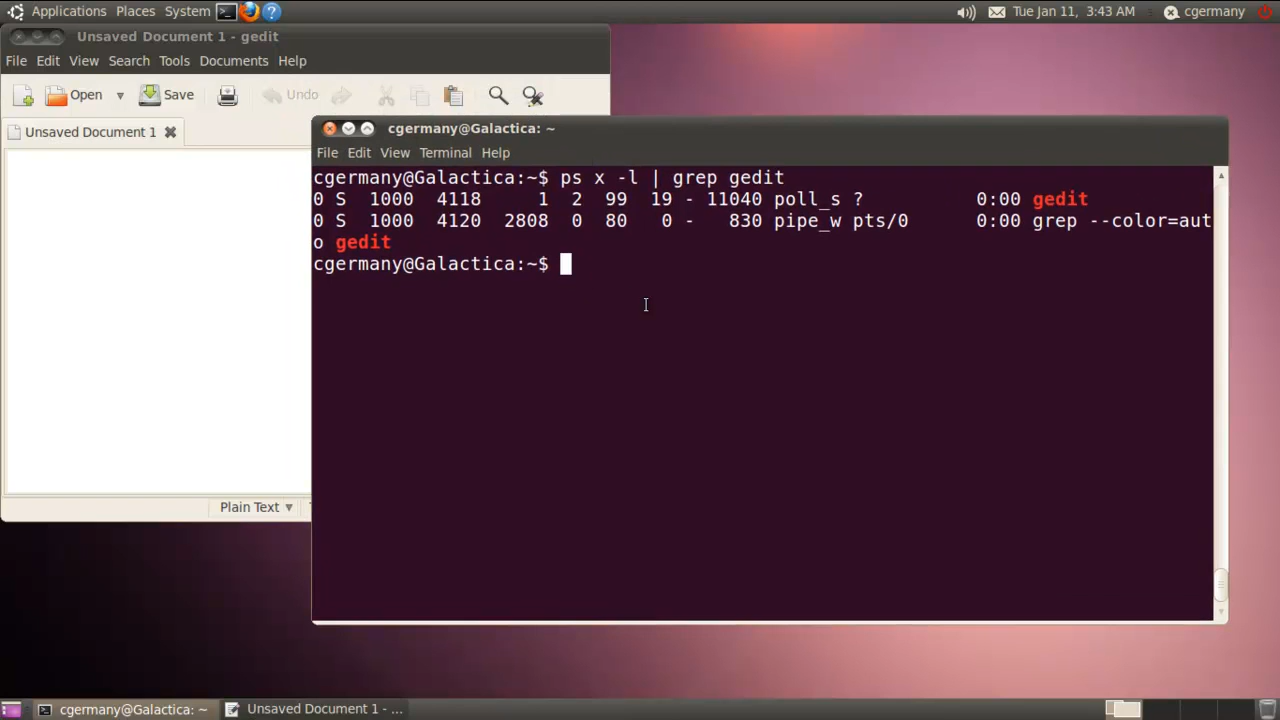 Applications Places System Tue Jan 11, 3:43 AM cgermany
Unsaved Document 1 - gedit
File Edit View Search Tools Documents Help
Open Save Undo
Unsaved Document 1
cgermany@Galactica: ~
File Edit View Terminal Help
cgermany@Galactica:~$ ps x -l | grep gedit
0 S  1000  4118     1  2  99  19 - 11040 poll_s ?          0:00 gedit
0 S  1000  4120  2808  0  80   0 -   830 pipe_w pts/0      0:00 grep --color=aut
o gedit
cgermany@Galactica:~$
Plain Text
cgermany@Galactica: ~ Unsaved Document 1 - ...